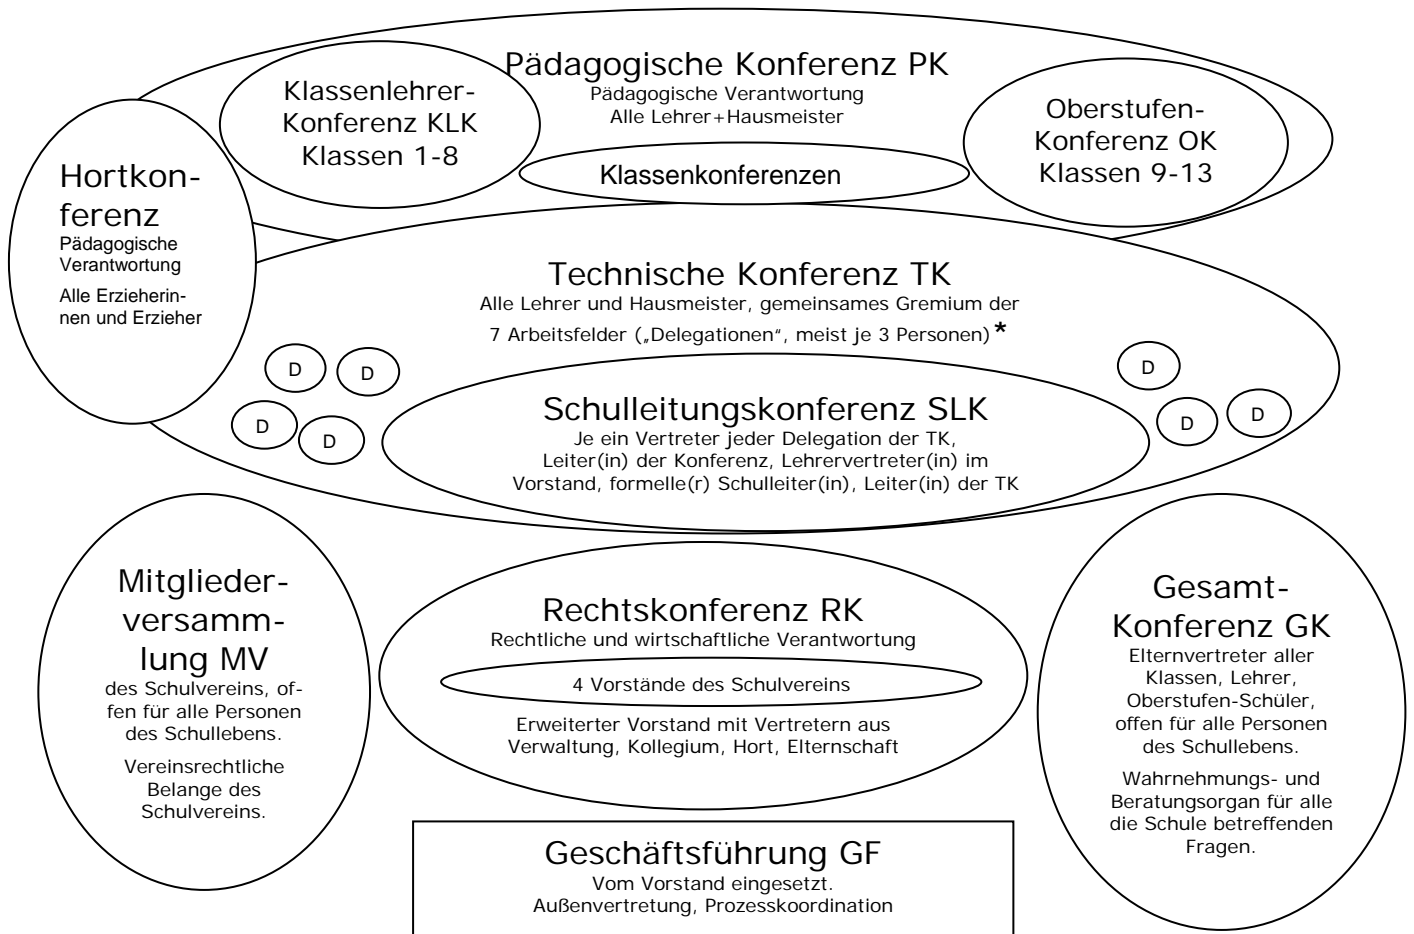 Pädagogische Konferenz PK
Pädagogische Verantwortung
Alle Lehrer+Hausmeister
Klassenlehrer-
Konferenz KLK
Klassen 1-8
Oberstufen-
Konferenz OK
Klassen 9-13
Klassenkonferenzen
Hortkon-
ferenz
Pädagogische
Verantwortung
Alle Erzieherin-
nen und Erzieher
Technische Konferenz TK
Alle Lehrer und Hausmeister, gemeinsames Gremium der
7 Arbeitsfelder („Delegationen“, meist je 3 Personen)*
D
D
D
D
D
D
D
Schulleitungskonferenz SLK
Je ein Vertreter jeder Delegation der TK,
Leiter(in) der Konferenz, Lehrervertreter(in) im
Vorstand, formelle(r) Schulleiter(in), Leiter(in) der TK
Mitglieder-
versamm-
lung MV
des Schulvereins, of-
fen für alle Personen
des Schullebens.
Vereinsrechtliche
Belange des
Schulvereins.
Rechtskonferenz RK
Rechtliche und wirtschaftliche Verantwortung
4 Vorstände des Schulvereins
Erweiterter Vorstand mit Vertretern aus
Verwaltung, Kollegium, Hort, Elternschaft
Gesamt-
Konferenz GK
Elternvertreter aller
Klassen, Lehrer,
Oberstufen-Schüler,
offen für alle Personen
des Schullebens.
Wahrnehmungs- und
Beratungsorgan für alle
die Schule betreffenden
Fragen.
Geschäftsführung GF
Vom Vorstand eingesetzt.
Außenvertretung, Prozesskoordination